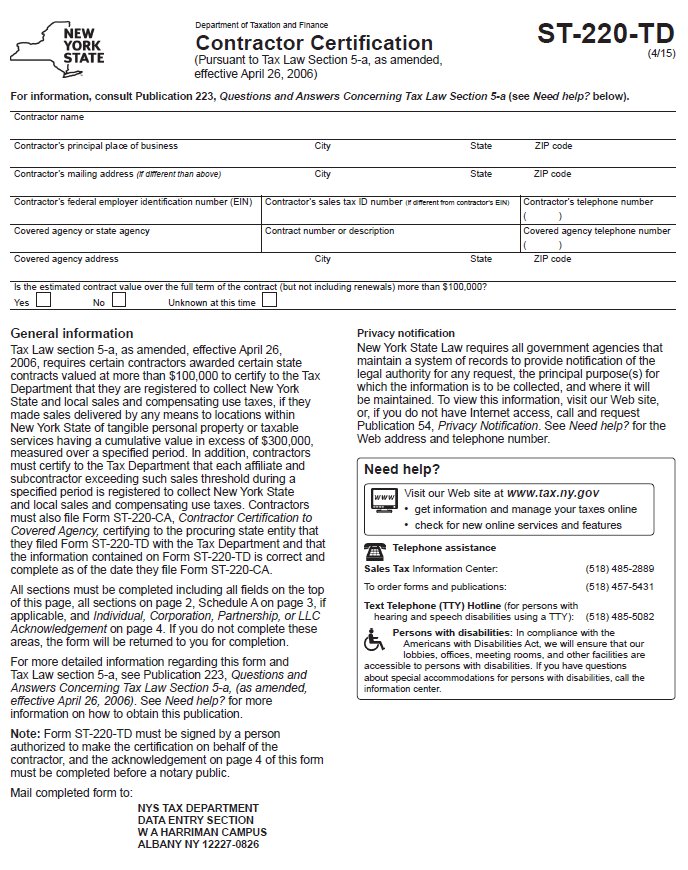 NEW
YORK
STATE
Department of Taxation and Finance
Contractor Certification
(Pursuant to Tax Law Section 5-a, as amended,
effective April 26, 2006)
ST-220-TD
(4/15)
For information, consult Publication 223, Questions and Answers Concerning Tax Law Section 5-a (see Need help? below).
Contractor name
Contractor's principal place of business City State ZIP code
Contractor's mailing address (if different than above) City State ZIP code
Contractor's federal employer identification number (EIN) Contractor's sales tax ID number (if different from contractor's EIN) Contractor's telephone number
( )
Covered agency or state agency Contract number or description Covered agency telephone number
( )
Covered agency address City State ZIP code
Is the estimated contract value over the full term of the contract (but not including renewals) more than $100,000?
Yes No Unknown at this time
General information
Tax Law section 5-a, as amended, effective April 26,
2006, requires certain contractors awarded certain state
contracts valued at more than $100,000 to certify to the Tax
Department that they are registered to collect New York
State and local sales and compensating use taxes, if they
made sales delivered by any means to locations within
New York State of tangible personal property or taxable
services having a cumulative value in excess of $300,000,
measured over a specified period. In addition, contractors
must certify to the Tax Department that each affiliate and
subcontractor exceeding such sales threshold during a
specified period is registered to collect New York State
and local sales and compensating use taxes. Contractors
must also file Form ST-220-CA, Contractor Certification to
Covered Agency, certifying to the procuring state entity that
they filed Form ST-220-TD with the Tax Department and that
the information contained on Form ST-220-TD is correct and
complete as of the date they file Form ST-220-CA.
All sections must be completed including all fields on the top
of this page, all sections on page 2, Schedule A on page 3, if
applicable, and Individual, Corporation, Partnership, or LLC
Acknowledgement on page 4. If you do not complete these
areas, the form will be returned to you for completion.
For more detailed information regarding this form and
Tax Law section 5-a, see Publication 223, Questions and
Answers Concerning Tax Law Section 5-a, (as amended,
effective April 26, 2006). See Need help? for more
information on how to obtain this publication.
Note: Form ST-220-TD must be signed by a person
authorized to make the certification on behalf of the
contractor, and the acknowledgement on page 4 of this form
must be completed before a notary public.
Mail completed form to:
NYS TAX DEPARTMENT
DATA ENTRY SECTION
W A HARRIMAN CAMPUS
ALBANY NY 12227-0826
Privacy notification
New York State Law requires all government agencies that
maintain a system of records to provide notification of the
legal authority for any request, the principal purpose(s) for
which the information is to be collected, and where it will
be maintained. To view this information, visit our Web site,
or, if you do not have Internet access, call and request
Publication 54, Privacy Notification. See Need help? for the
Web address and telephone number.
Need help?
www
Visit our Web site at www.tax.ny.gov
• get information and manage your taxes online
• check for new online services and features
Telephone assistance
Sales Tax Information Center: (518) 485-2889
To order forms and publications: (518) 457-5431
Text Telephone (TTY) Hotline (for persons with
hearing and speech disabilities using a TTY): (518) 485-5082
Persons with disabilities: In compliance with the
Americans with Disabilities Act, we will ensure that our
lobbies, offices, meeting rooms, and other facilities are
accessible to persons with disabilities. If you have questions
about special accommodations for persons with disabilities, call the
information center.